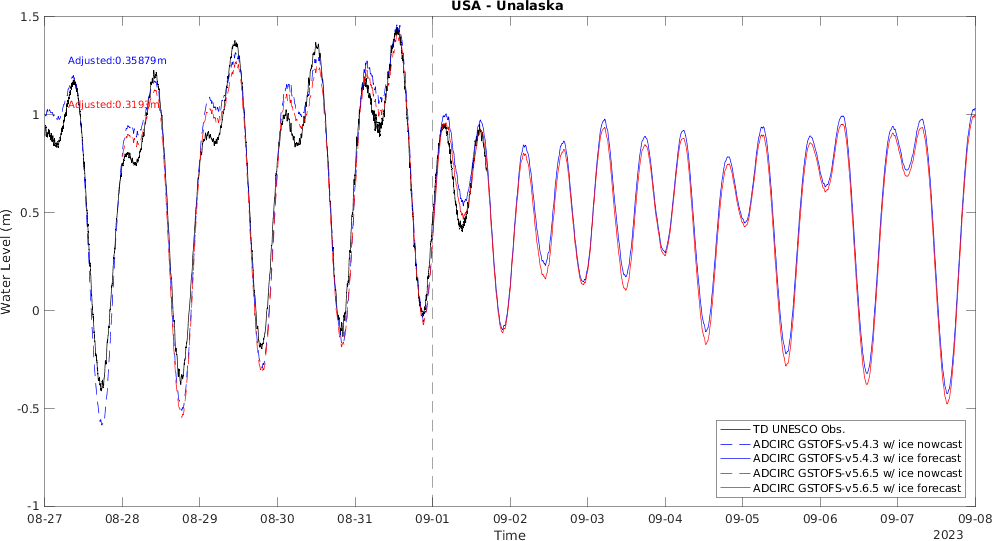 USA - Unalaska
1.5
1
0.5
0
-0.5
-1
Water Level (m)
Adjusted:0.35879m
Adjusted:0.3193m
TD UNESCO Obs.
ADCIRC GSTOFS-v5.4.3 w/ ice nowcast
ADCIRC GSTOFS-v5.4.3 w/ ice forecast
ADCIRC GSTOFS-v5.6.5 w/ ice nowcast
ADCIRC GSTOFS-v5.6.5 w/ ice forecast
08-27 08-28 08-29 08-30 08-31 09-01 09-02 09-03 09-04 09-05 09-06 09-07 09-08
Time
2023